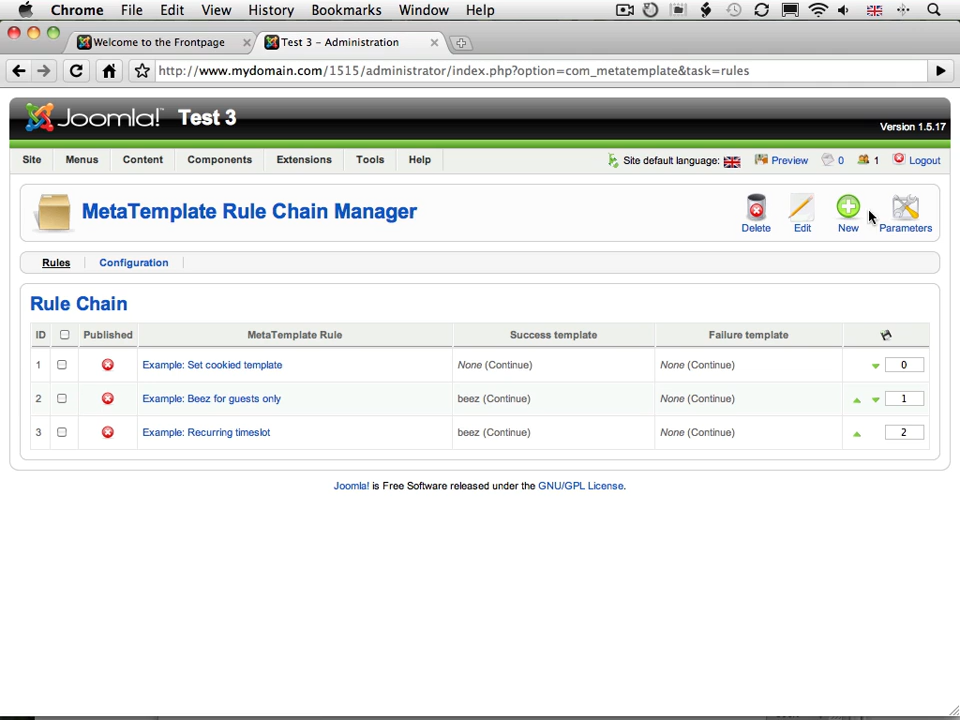 Chrome File Edit View History Bookmarks Window Help
Welcome to the Frontpage Test 3 - Administration
http://www.mydomain.com/1515/administrator/index.php?option=com_metatemplate&task=rules
Joomla! Test 3
Version 1.5.17
Site Menus Content Components Extensions Tools Help Site default language: Preview 0 1 Logout
MetaTemplate Rule Chain Manager
Delete Edit New Parameters
Rules Configuration
Rule Chain
ID Published MetaTemplate Rule Success template Failure template
1 Example: Set cookied template None (Continue) None (Continue) 0
2 Example: Beez for guests only beez (Continue) None (Continue) 1
3 Example: Recurring timeslot beez (Continue) None (Continue) 2
Joomla! is Free Software released under the GNU/GPL License.